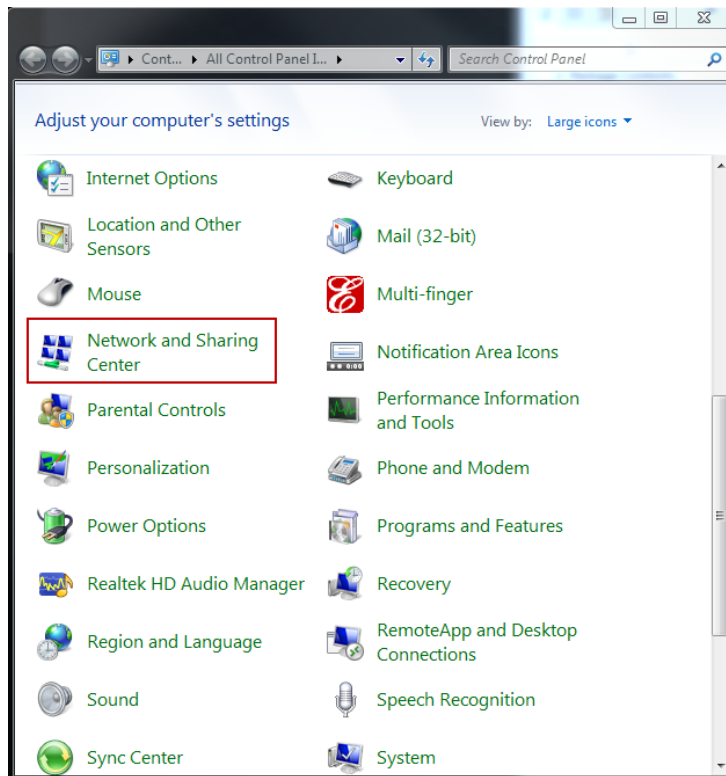 Cont... All Control Panel I... Search Control Panel
Adjust your computer's settings View by: Large icons
Internet Options Keyboard
Location and Other
Sensors
Mail (32-bit)
Mouse Multi-finger
Network and Sharing
Center
Notification Area Icons
Parental Controls
Performance Information
and Tools
Personalization Phone and Modem
Power Options Programs and Features
Realtek HD Audio Manager Recovery
Region and Language
RemoteApp and Desktop
Connections
Sound Speech Recognition
Sync Center System